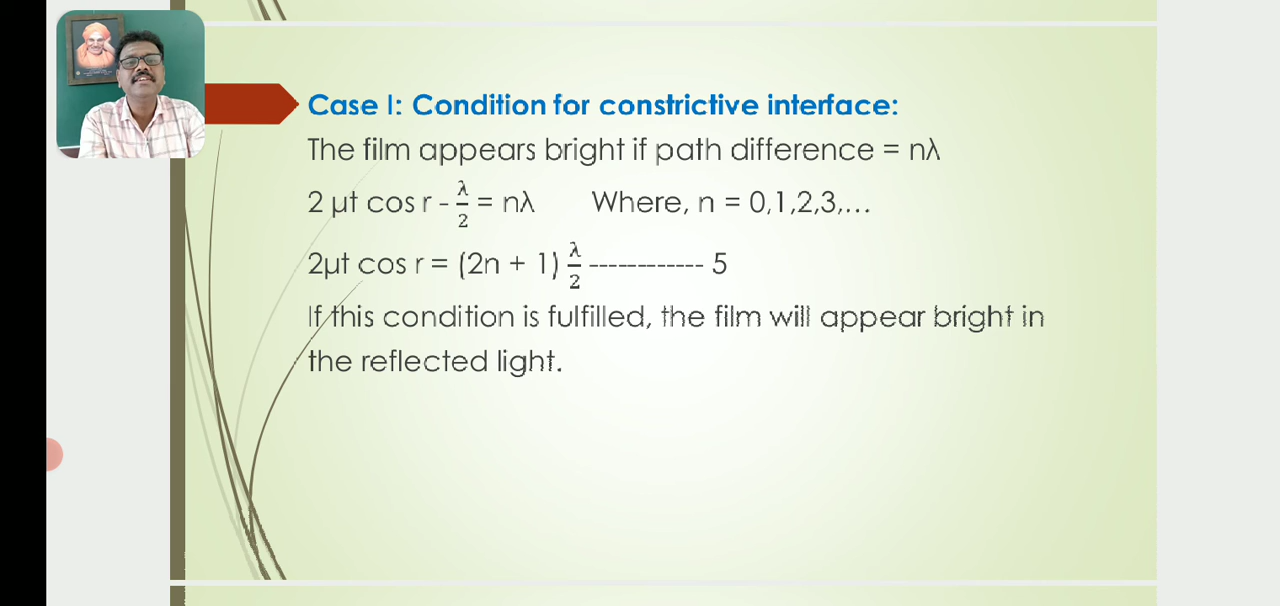 Case I: Condition for constrictive interface:
The film appears bright if path difference = nλ
2 µt cos r - λ/2 = nλ Where, n = 0,1,2,3,...
2µt cos r = (2n + 1) λ/2 ------------ 5
If this condition is fulfilled, the film will appear bright in
the reflected light.